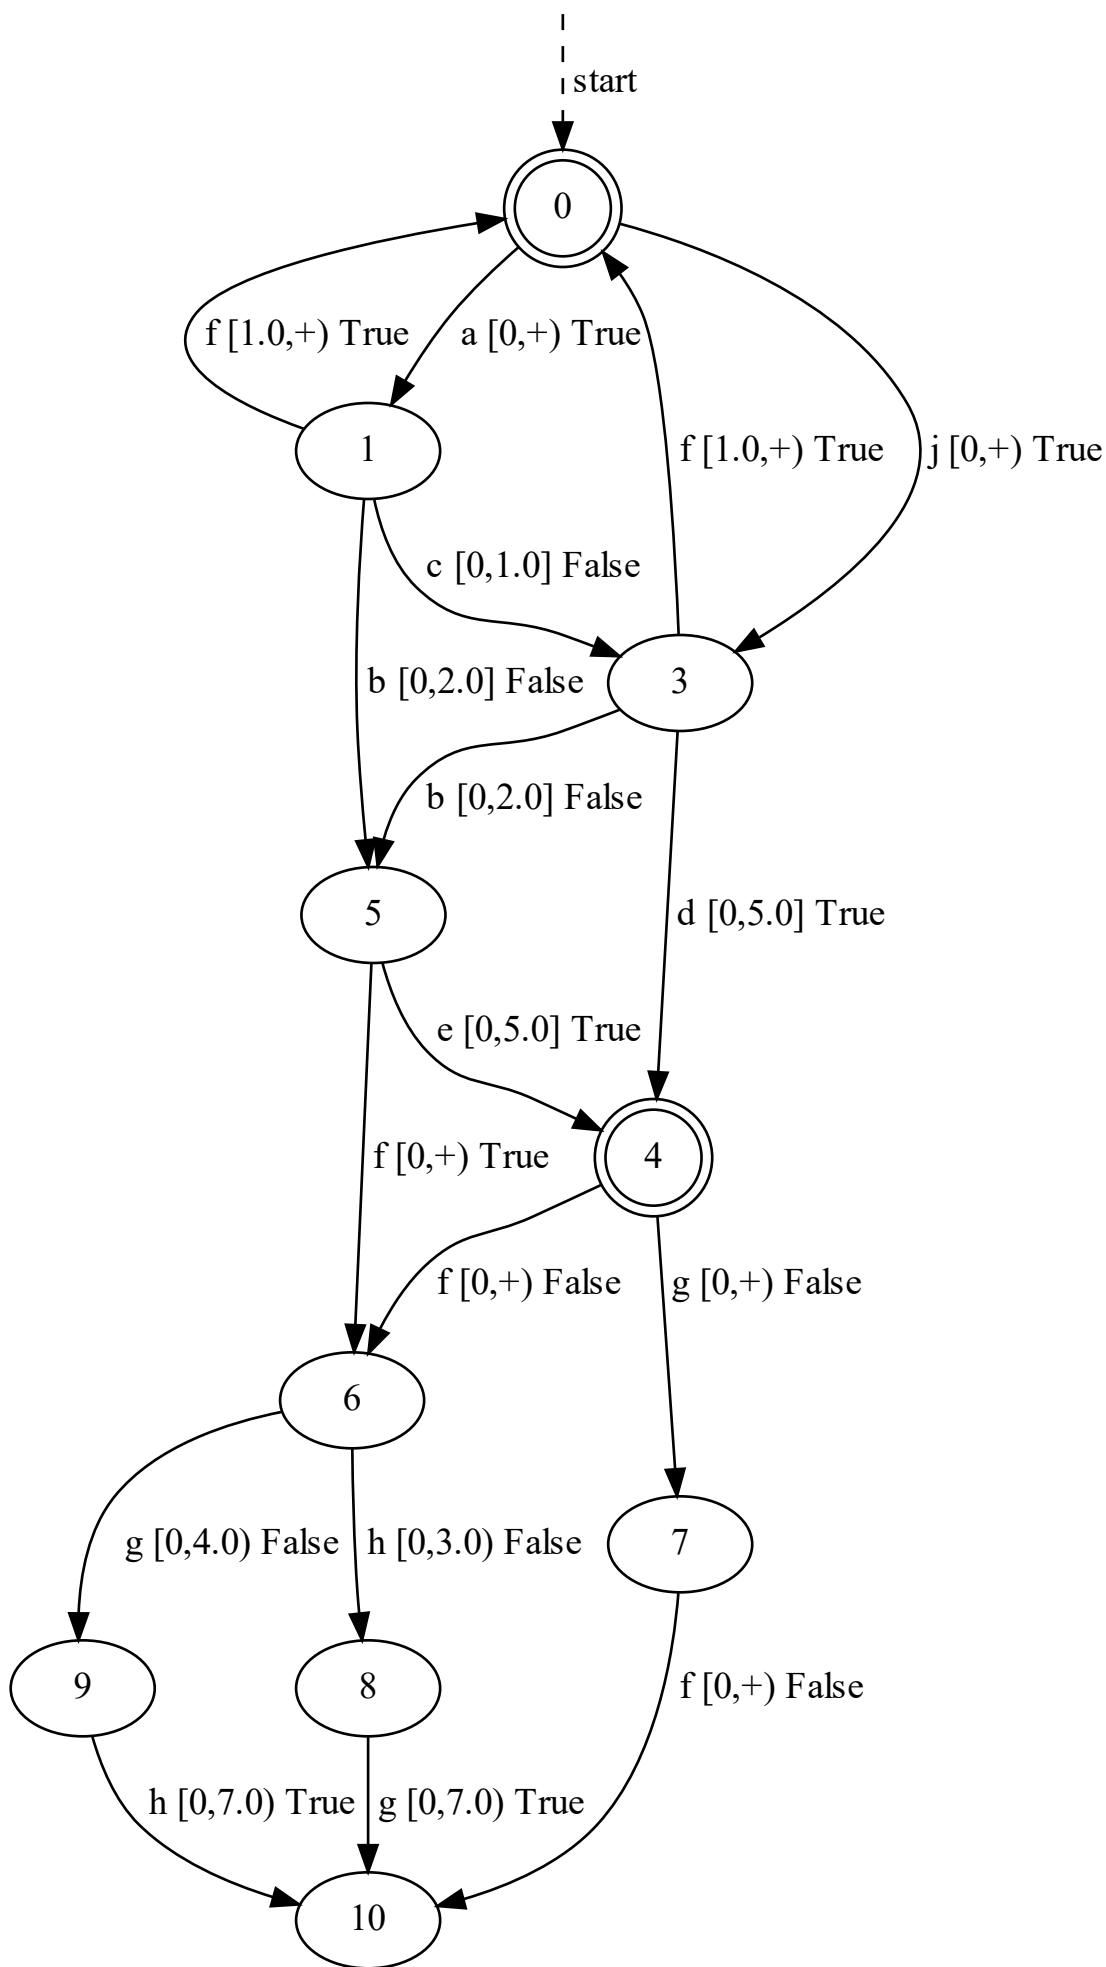 start
0
f [1.0,+) True
a [0,+) True
1
f [1.0,+) True
j [0,+) True
c [0,1.0] False
b [0,2.0] False
3
b [0,2.0] False
5
d [0,5.0] True
e [0,5.0] True
f [0,+) True
4
f [0,+) False
g [0,+) False
6
g [0,4.0) False
h [0,3.0) False
7
9
8
f [0,+) False
h [0,7.0) True
g [0,7.0) True
10